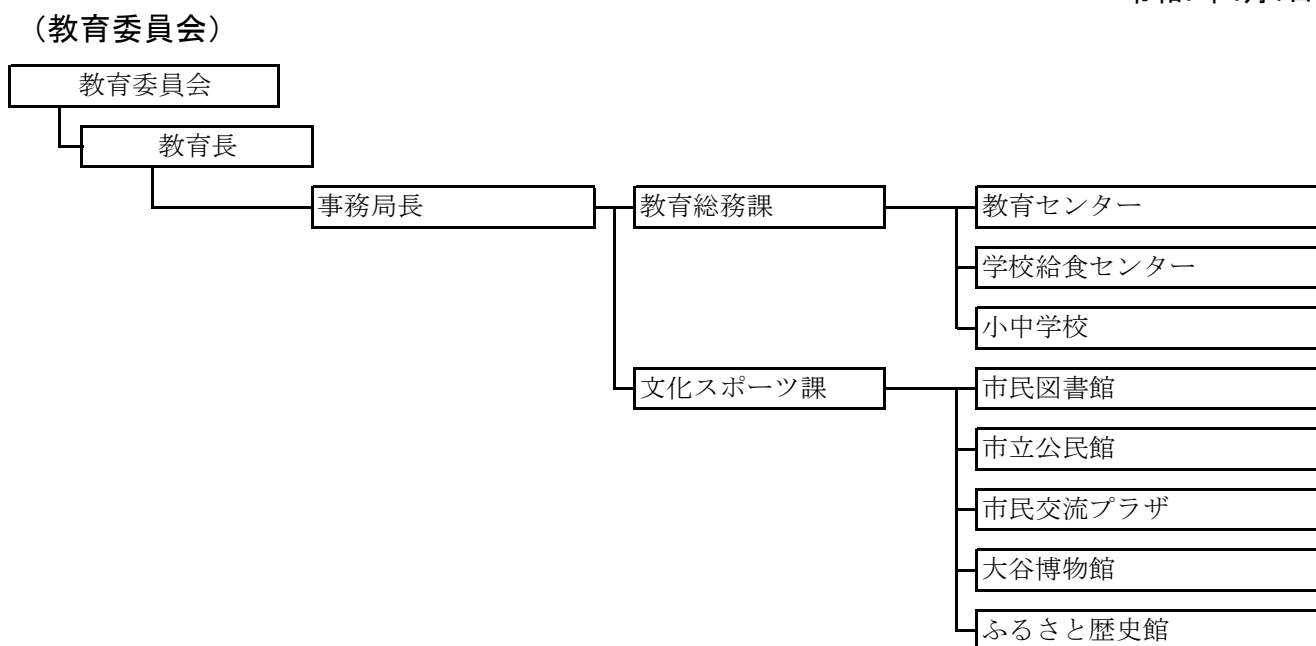 （教育委員会）
教育委員会
教育長
事務局長
教育総務課
教育センター
学校給食センター
小中学校
文化スポーツ課
市民図書館
市立公民館
市民交流プラザ
大谷博物館
ふるさと歴史館